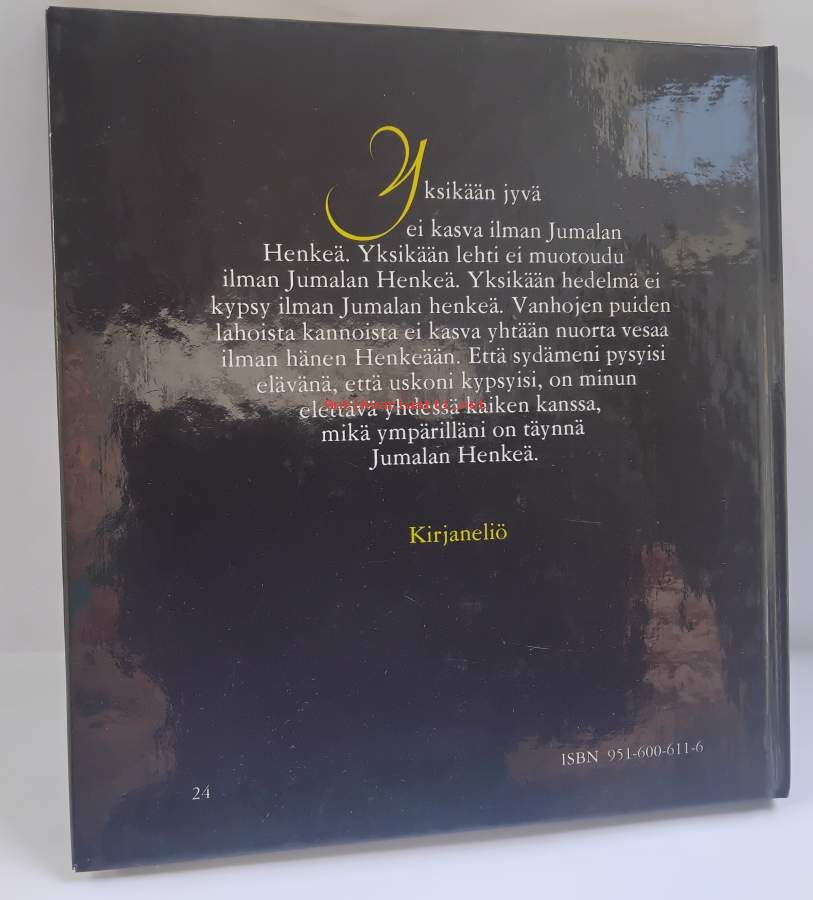 Yksikään jyvä
ei kasva ilman Jumalan
Henkeä. Yksikään lehti ei muotoudu
ilman Jumalan Henkeä. Yksikään hedelmä ei
kypsy ilman Jumalan henkeä. Vanhojen puiden
lahoista kannoista ei kasva yhtään nuorta vesaa
ilman hänen Henkeään. Että sydämeni pysyisi
elävänä, että uskoni kypsyisi, on minun
elettävä yhdessä kaiken kanssa,
mikä ympärilläni on täynnä
Jumalan Henkeä.
Kirjaneliö
ISBN 951-600-611-6
24